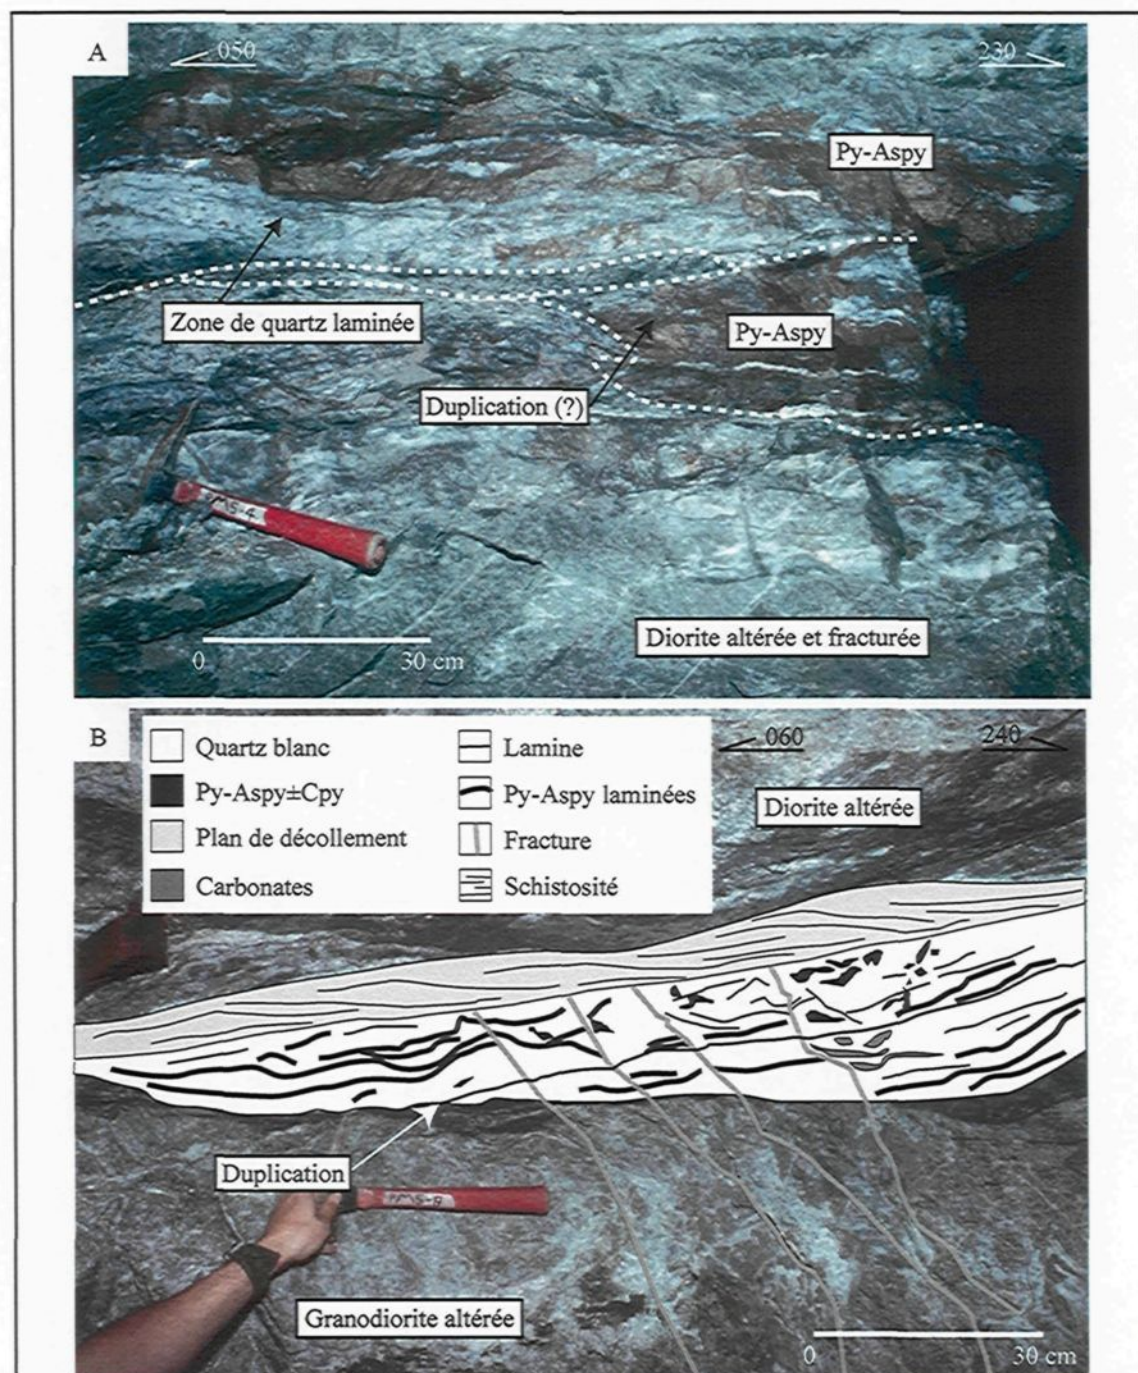 A
050
230
Py-Aspy
Zone de quartz laminée
Py-Aspy
Duplication (?)
MS-4
0 30 cm
Diorite altérée et fracturée
B
Quartz blanc
Py-Aspy±Cpy
Plan de décollement
Carbonates
Lamine
Py-Aspy laminées
Fracture
Schistosité
060
240
Diorite altérée
Duplication
Granodiorite altérée
0 30 cm